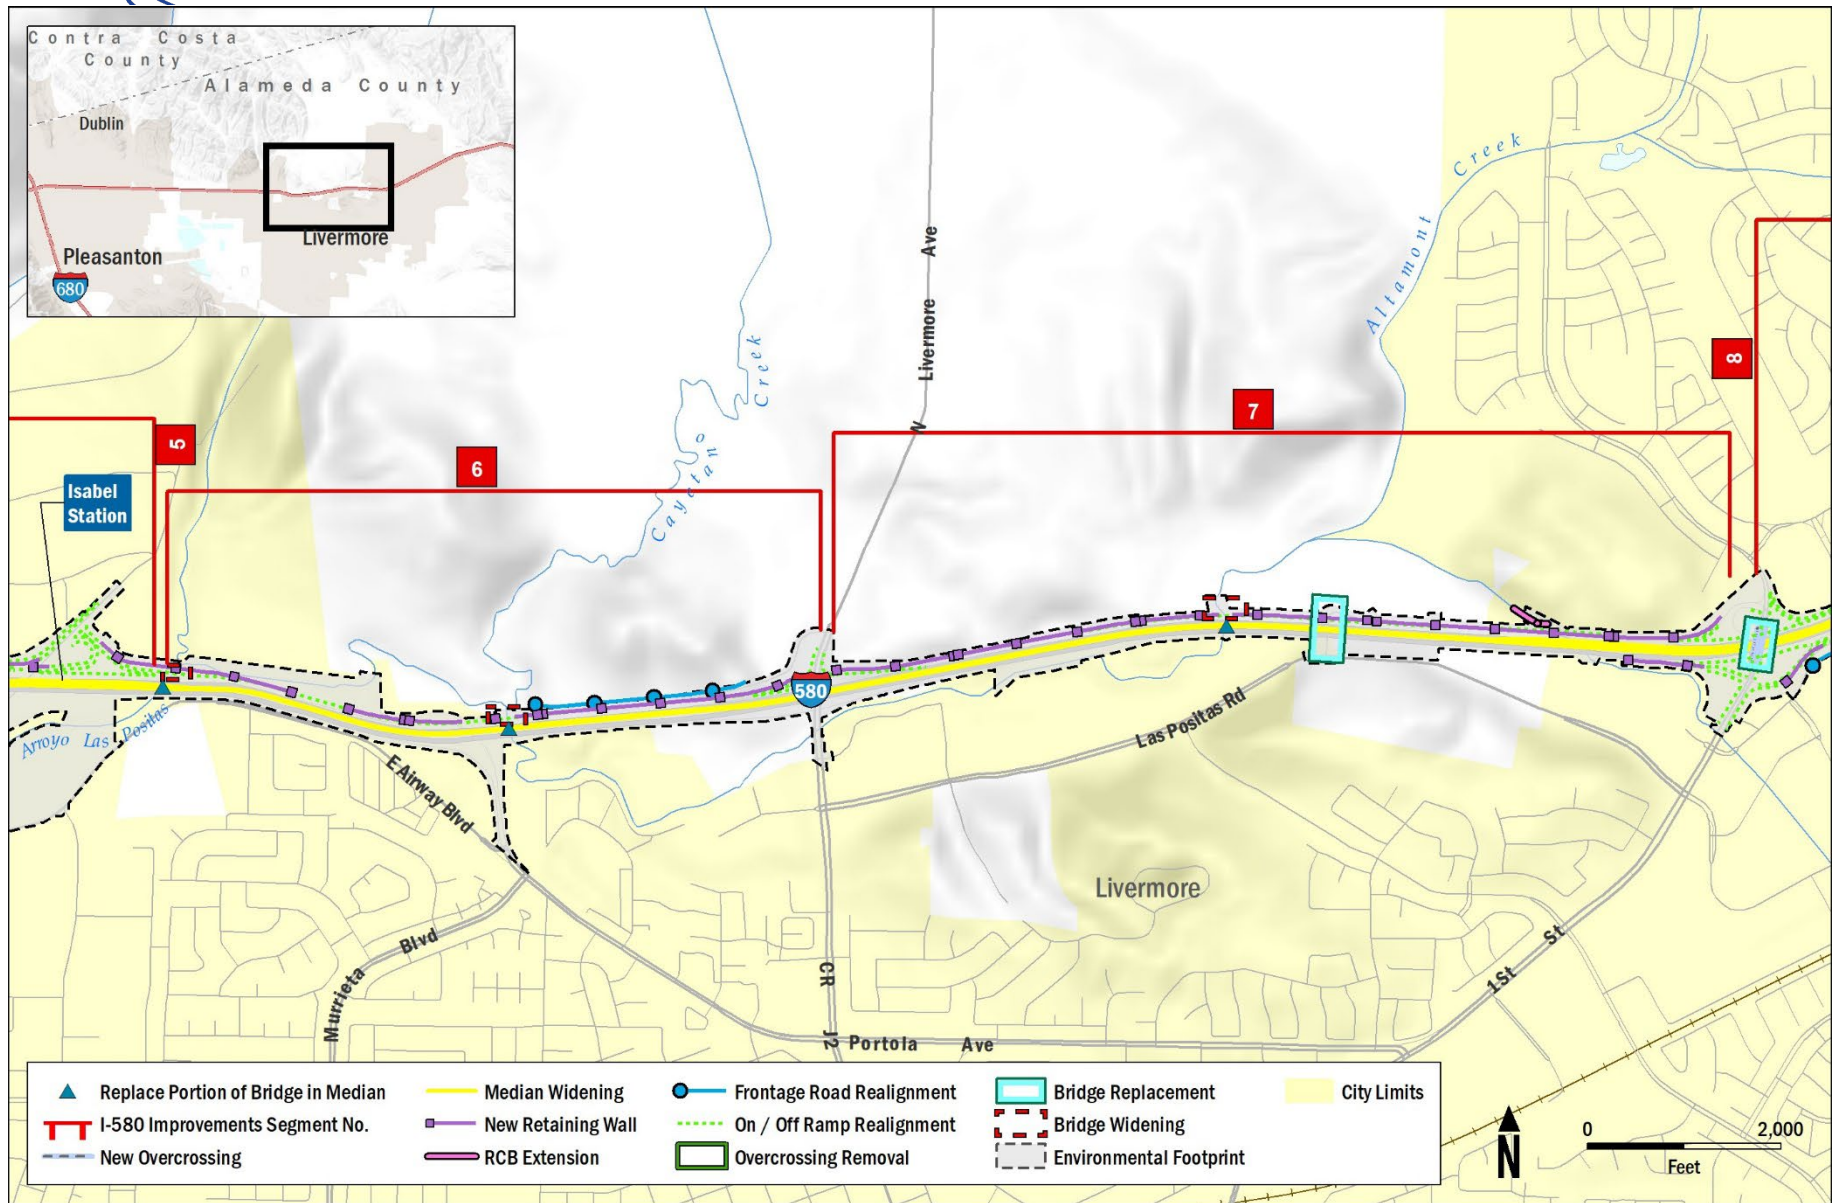 Contra Costa
County
Alameda County
Dublin
Livermore
Pleasanton
680
Creek
Altamont
N Livermore Ave
Cayetano Creek
8
7
5
6
Isabel
Station
580
Arroyo Las Positas
E Airway Blvd
Las Positas Rd
Livermore
Murrieta Blvd
CR J2
Portola Ave
1 St St
Replace Portion of Bridge in Median
Median Widening
Frontage Road Realignment
Bridge Replacement
City Limits
I-580 Improvements Segment No.
New Retaining Wall
On / Off Ramp Realignment
Bridge Widening
New Overcrossing
RCB Extension
Overcrossing Removal
Environmental Footprint
N
0 2,000
Feet